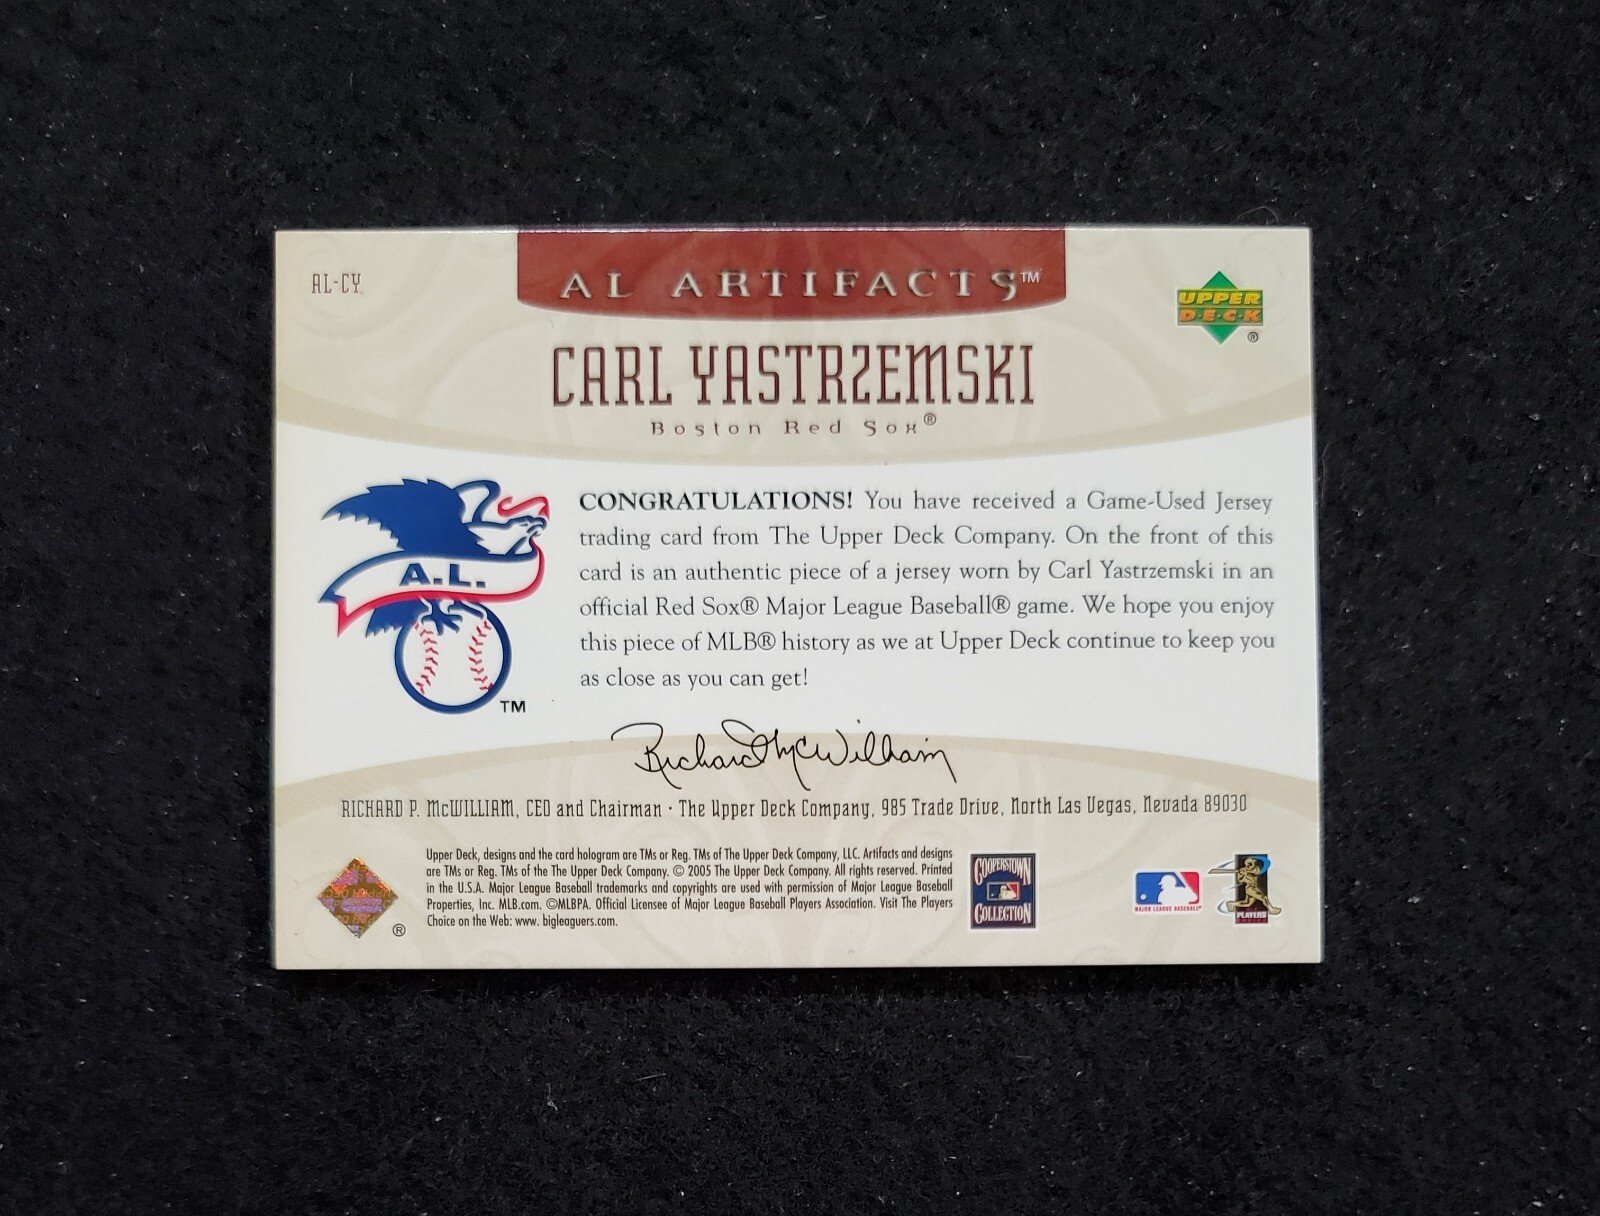 AL-CY
AL ARTIFACTS™
UPPER
D·E·C·K
®
CARL YASTRZEMSKI
Boston Red Sox®
CONGRATULATIONS! You have received a Game-Used Jersey
trading card from The Upper Deck Company. On the front of this
card is an authentic piece of a jersey worn by Carl Yastrzemski in an
official Red Sox® Major League Baseball® game. We hope you enjoy
this piece of MLB® history as we at Upper Deck continue to keep you
as close as you can get!
A.L.
TM
Richard McWilliam
RICHARD P. McWILLIAM, CEO and Chairman · The Upper Deck Company, 985 Trade Drive, North Las Vegas, Nevada 89030
Upper Deck, designs and the card hologram are TMs or Reg. TMs of The Upper Deck Company, LLC. Artifacts and designs
are TMs or Reg. TMs of the The Upper Deck Company. © 2005 The Upper Deck Company. All rights reserved. Printed
in the U.S.A. Major League Baseball trademarks and copyrights are used with permission of Major League Baseball
Properties, Inc. MLB.com. ©MLBPA. Official Licensee of Major League Baseball Players Association. Visit The Players
Choice on the Web: www. bigleaguers.com.
®
COOPERSTOWN
COLLECTION
MAJOR LEAGUE BASEBALL
PLAYERS